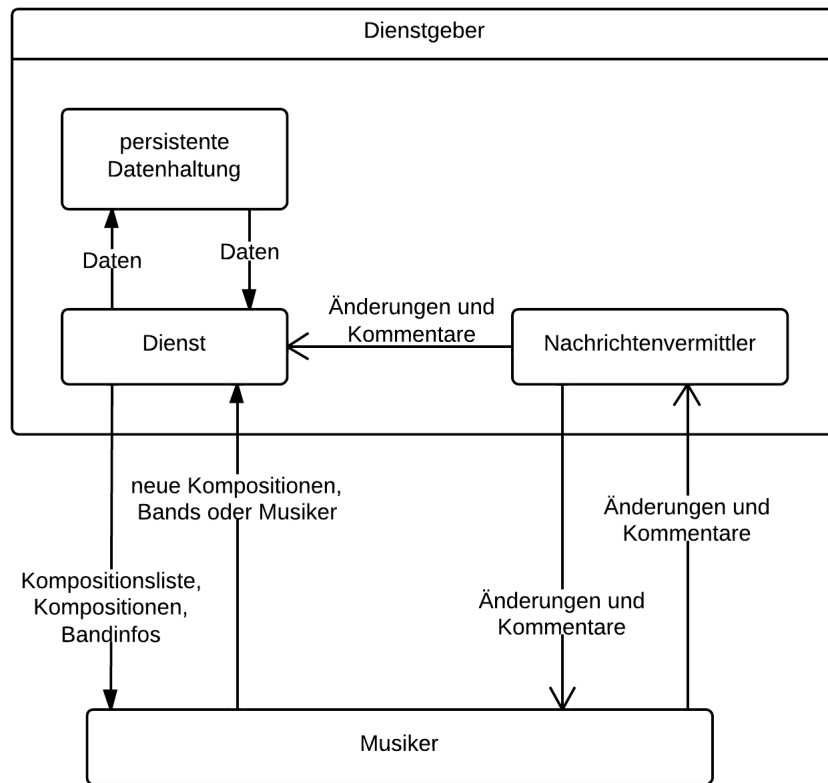 Dienstgeber
persistente
Datenhaltung
Daten
Daten
Änderungen und
Kommentare
Dienst
Nachrichtenvermittler
neue Kompositionen,
Bands oder Musiker
Änderungen und
Kommentare
Kompositionsliste,
Kompositionen,
Bandinfos
Änderungen und
Kommentare
Musiker